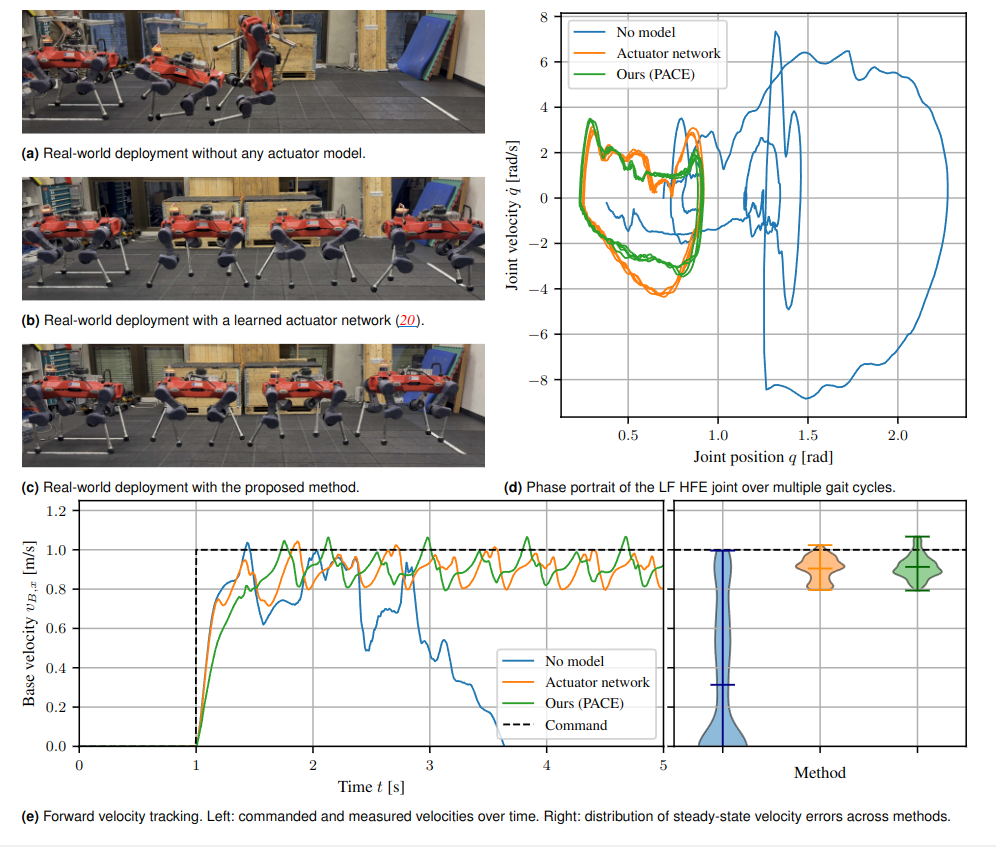 (a) Real-world deployment without any actuator model.
(b) Real-world deployment with a learned actuator network (20).
(c) Real-world deployment with the proposed method.
8
6
4
2
0
−2
−4
−6
−8
Joint velocity q̇ [rad/s]
No model
Actuator network
Ours (PACE)
0.5 1.0 1.5 2.0
Joint position q [rad]
(d) Phase portrait of the LF HFE joint over multiple gait cycles.
1.2
1.0
0.8
0.6
0.4
0.2
0.0
Base velocity vB,x [m/s]
No model
Actuator network
Ours (PACE)
Command
0 1 2 3 4 5
Time t [s]
Method
(e) Forward velocity tracking. Left: commanded and measured velocities over time. Right: distribution of steady-state velocity errors across methods.